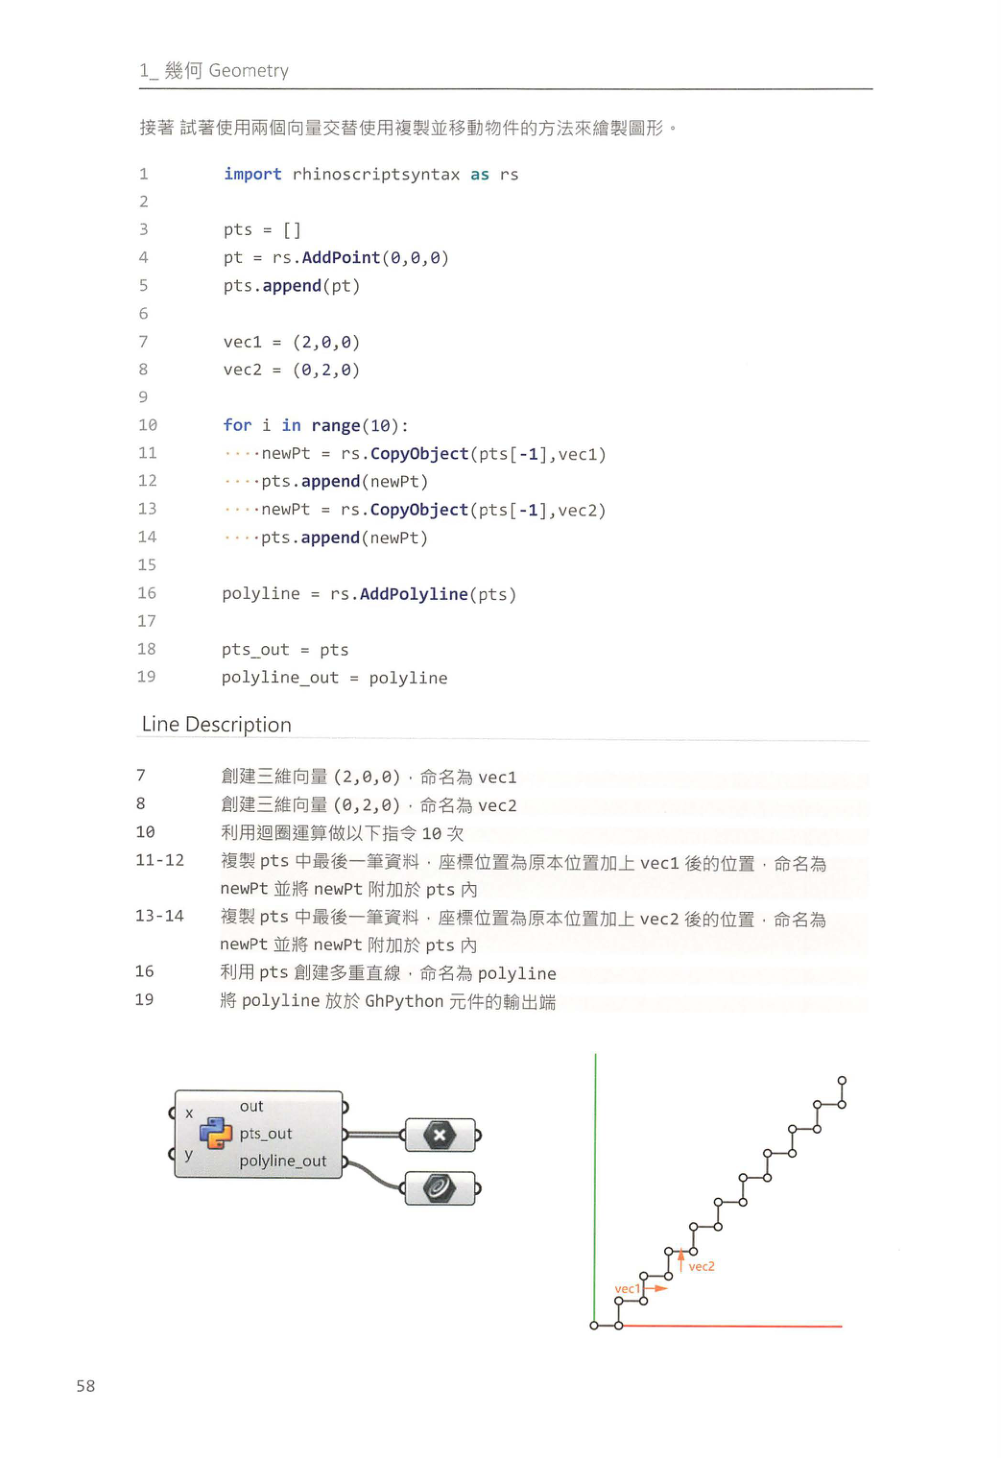 1_ 幾何 Geometry
接著 試著使用兩個向量交替使用複製並移動物件的方法來繪製圖形。
1 import rhinoscriptsyntax as rs
2
3 pts = []
4 pt = rs.AddPoint(0,0,0)
5 pts.append(pt)
6
7 vec1 = (2,0,0)
8 vec2 = (0,2,0)
9
10 for i in range(10):
11 ····newPt = rs.CopyObject(pts[-1],vec1)
12 ····pts.append(newPt)
13 ····newPt = rs.CopyObject(pts[-1],vec2)
14 ····pts.append(newPt)
15
16 polyline = rs.AddPolyline(pts)
17
18 pts_out = pts
19 polyline_out = polyline
Line Description
7 創建三維向量 (2,0,0)，命名為 vec1
8 創建三維向量 (0,2,0)，命名為 vec2
10 利用迴圈運算做以下指令 10 次
11-12 複製 pts 中最後一筆資料，座標位置為原本位置加上 vec1 後的位置，命名為
newPt 並將 newPt 附加於 pts 內
13-14 複製 pts 中最後一筆資料，座標位置為原本位置加上 vec2 後的位置，命名為
newPt 並將 newPt 附加於 pts 內
16 利用 pts 創建多重直線，命名為 polyline
19 將 polyline 放於 GhPython 元件的輸出端
x
y
out
pts_out
polyline_out
vec2
vec1
58